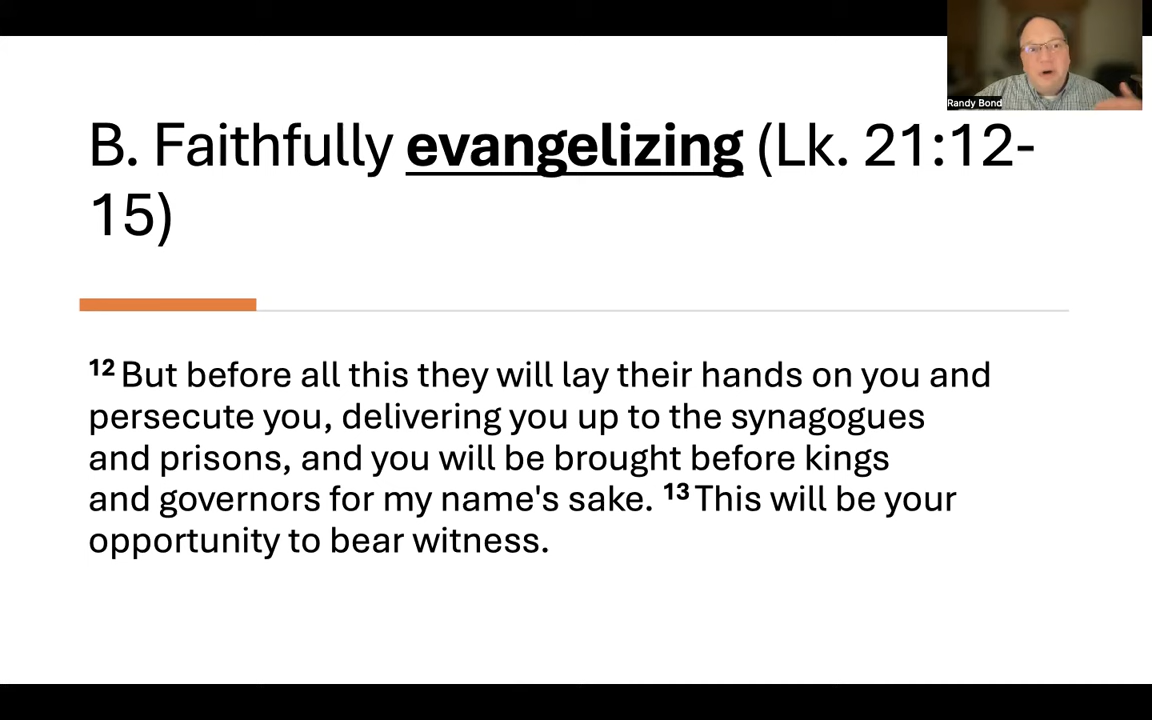 Randy Bond
B. Faithfully evangelizing (Lk. 21:12-
15)
12 But before all this they will lay their hands on you and
persecute you, delivering you up to the synagogues
and prisons, and you will be brought before kings
and governors for my name's sake. 13 This will be your
opportunity to bear witness.